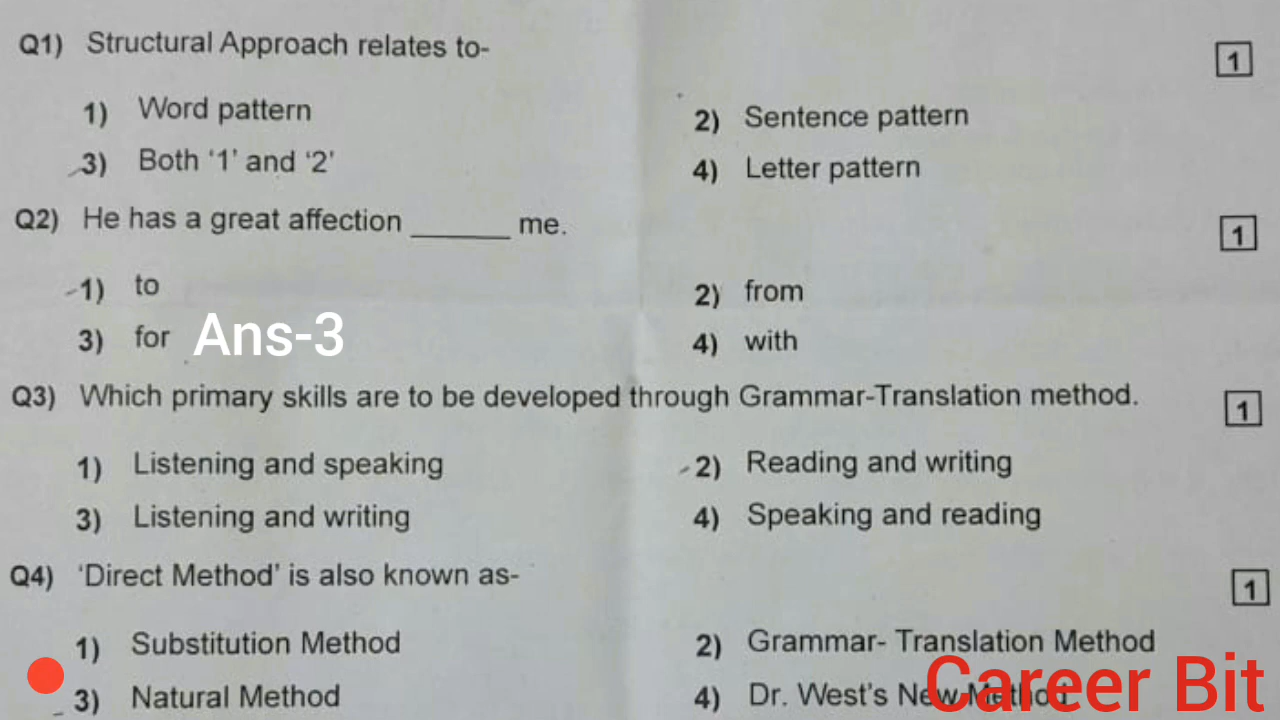 Q1) Structural Approach relates to- 1
1) Word pattern 2) Sentence pattern
3) Both ‘1’ and ‘2’ 4) Letter pattern
Q2) He has a great affection ______ me. 1
1) to 2) from
3) for Ans-3 4) with
Q3) Which primary skills are to be developed through Grammar-Translation method. 1
1) Listening and speaking 2) Reading and writing
3) Listening and writing 4) Speaking and reading
Q4) ‘Direct Method’ is also known as- 1
1) Substitution Method 2) Grammar- Translation Method
3) Natural Method 4) Dr. West's New Method
Career Bit